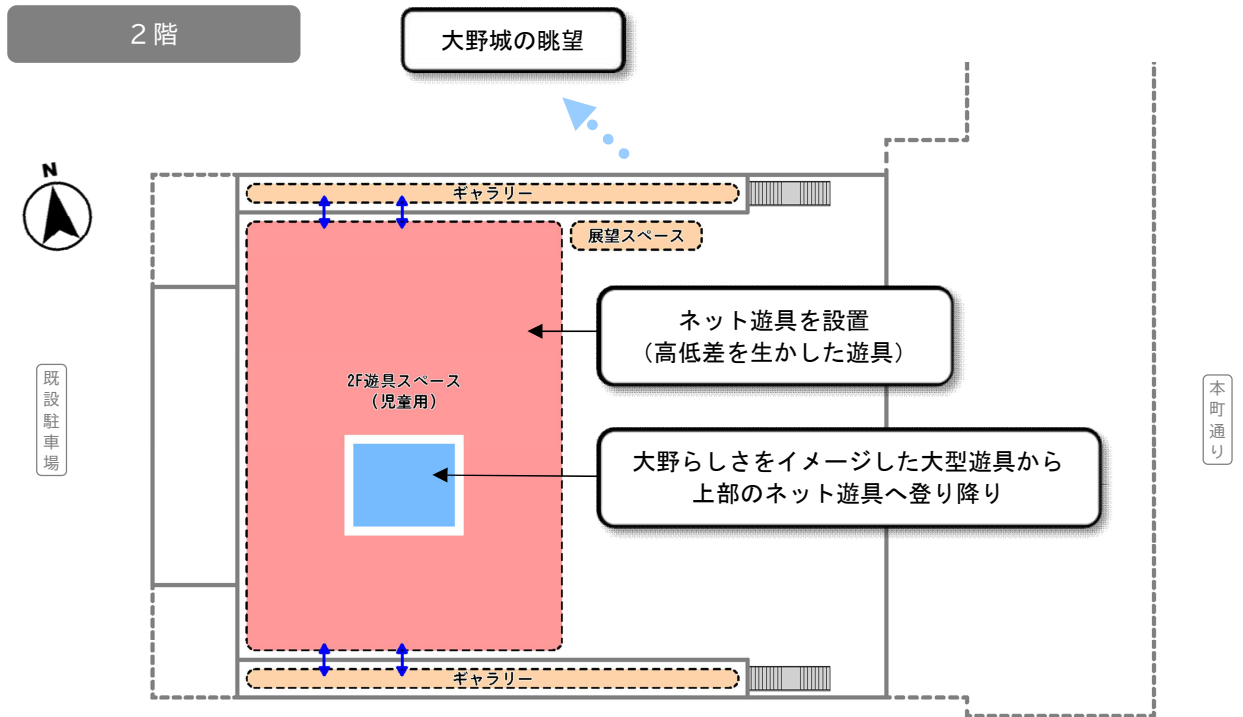 ２階
大野城の眺望
N
ギャラリー
展望スペース
ネット遊具を設置
（高低差を生かした遊具）
2F遊具スペース
（児童用）
既設駐車場
本町通り
大野らしさをイメージした大型遊具から
上部のネット遊具へ登り降り
ギャラリー